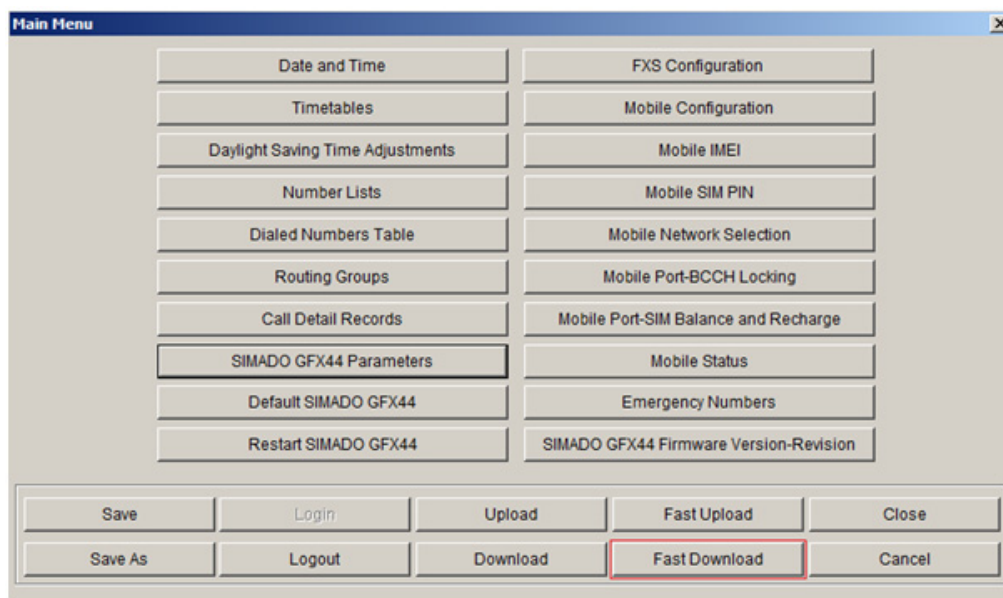 Main Menu
Date and Time
FXS Configuration
Timetables
Mobile Configuration
Daylight Saving Time Adjustments
Mobile IMEI
Number Lists
Mobile SIM PIN
Dialed Numbers Table
Mobile Network Selection
Routing Groups
Mobile Port-BCCH Locking
Call Detail Records
Mobile Port-SIM Balance and Recharge
SIMADO GFX44 Parameters
Mobile Status
Default SIMADO GFX44
Emergency Numbers
Restart SIMADO GFX44
SIMADO GFX44 Firmware Version-Revision
Save
Login
Upload
Fast Upload
Close
Save As
Logout
Download
Fast Download
Cancel